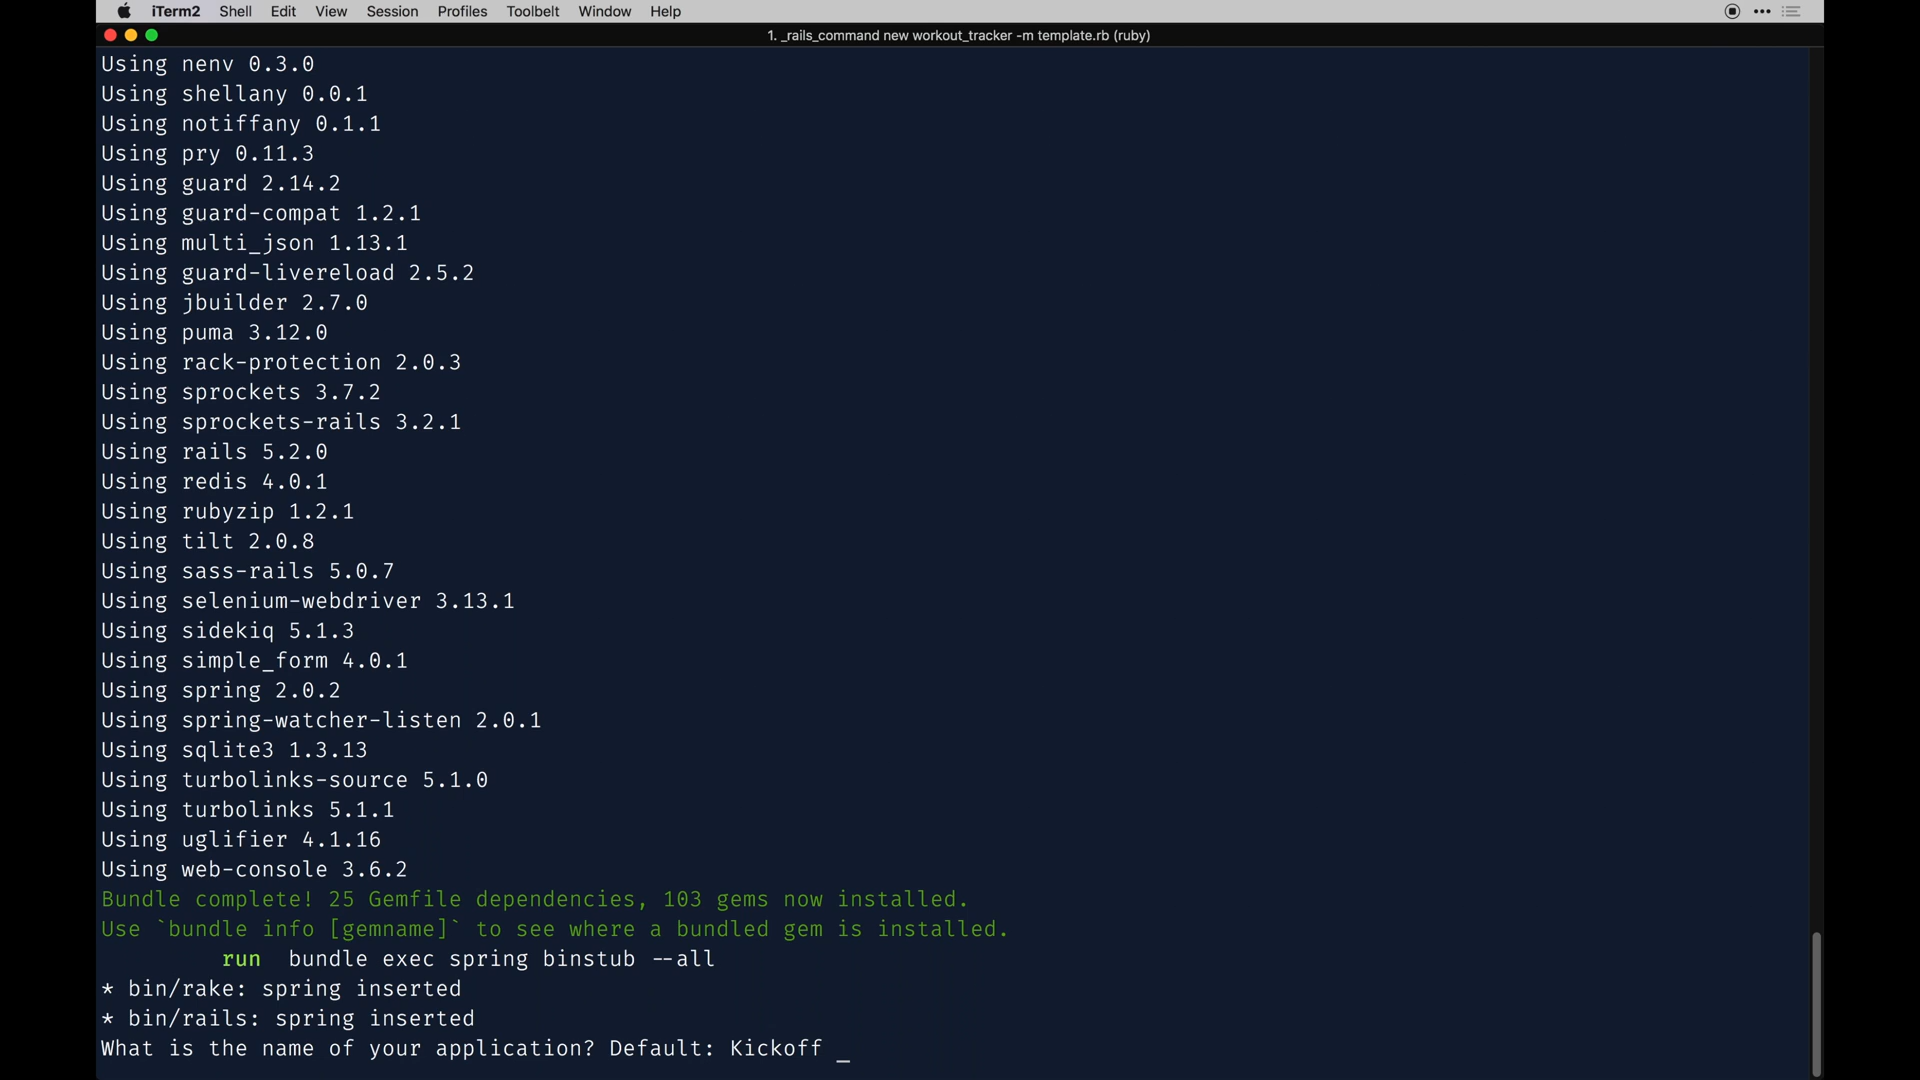 iTerm2 Shell Edit View Session Profiles Toolbelt Window Help
1. _rails_command new workout_tracker -m template.rb (ruby)
Using nenv 0.3.0
Using shellany 0.0.1
Using notiffany 0.1.1
Using pry 0.11.3
Using guard 2.14.2
Using guard-compat 1.2.1
Using multi_json 1.13.1
Using guard-livereload 2.5.2
Using jbuilder 2.7.0
Using puma 3.12.0
Using rack-protection 2.0.3
Using sprockets 3.7.2
Using sprockets-rails 3.2.1
Using rails 5.2.0
Using redis 4.0.1
Using rubyzip 1.2.1
Using tilt 2.0.8
Using sass-rails 5.0.7
Using selenium-webdriver 3.13.1
Using sidekiq 5.1.3
Using simple_form 4.0.1
Using spring 2.0.2
Using spring-watcher-listen 2.0.1
Using sqlite3 1.3.13
Using turbolinks-source 5.1.0
Using turbolinks 5.1.1
Using uglifier 4.1.16
Using web-console 3.6.2
Bundle complete! 25 Gemfile dependencies, 103 gems now installed.
Use `bundle info [gemname]` to see where a bundled gem is installed.
run bundle exec spring binstub --all
* bin/rake: spring inserted
* bin/rails: spring inserted
What is the name of your application? Default: Kickoff _